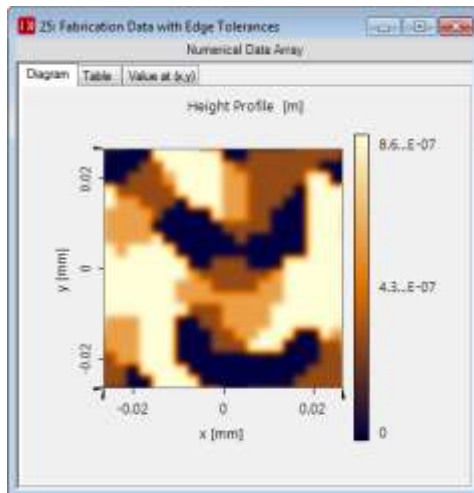 25: Fabrication Data with Edge Tolerances
Numerical Data Array
Diagram Table Value at (x,y)
Height Profile [m]
8.6...E-07
4.3...E-07
0
y [mm]
0.02
0
-0.02
-0.02 0 0.02
x [mm]